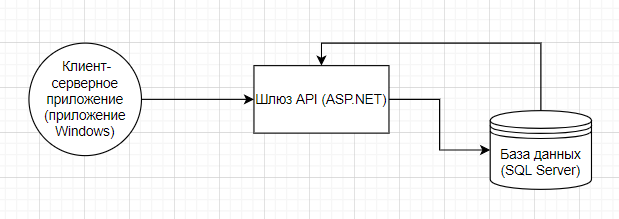 Клиент-
серверное
приложение
(приложение
Windows)
Шлюз API (ASP.NET)
База данных
(SQL Server)